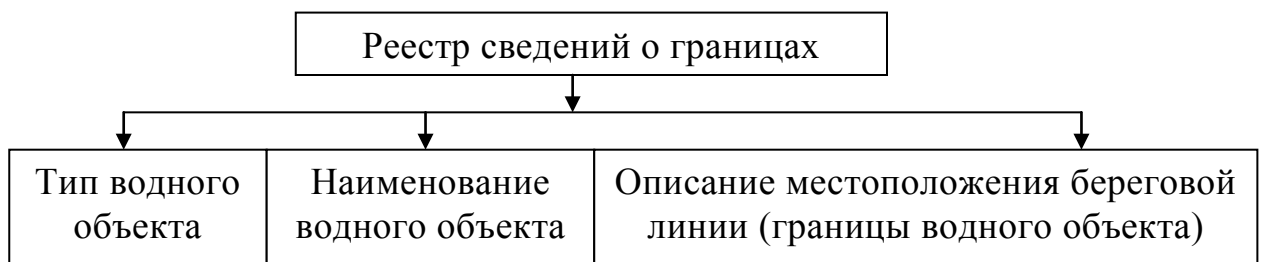 Реестр сведений о границах
Тип водного
объекта
Наименование
водного объекта
Описание местоположения береговой
линии (границы водного объекта)